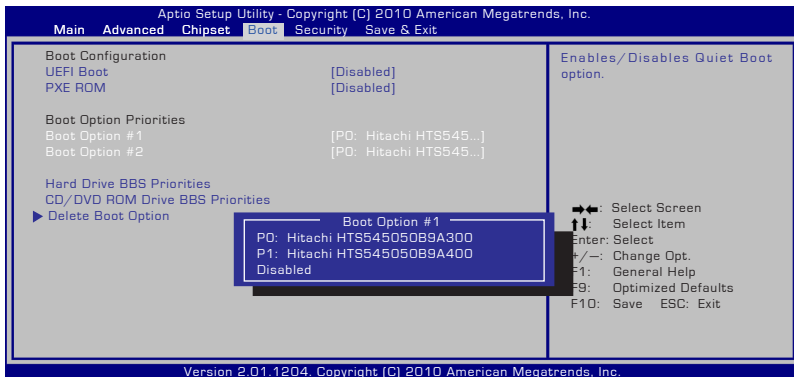 Aptio Setup Utility - Copyright (C) 2010 American Megatrends, Inc.
Main Advanced Chipset Boot Security Save & Exit
Boot Configuration
UEFI Boot [Disabled]
PXE ROM [Disabled]
Boot Option Priorities
Boot Option #1 [P0: Hitachi HTS545...]
Boot Option #2 [P0: Hitachi HTS545...]
Hard Drive BBS Priorities
CD/DVD ROM Drive BBS Priorities
Delete Boot Option
Boot Option #1
P0: Hitachi HTS545050B9A300
P1: Hitachi HTS545050B9A400
Disabled
Enables/Disables Quiet Boot
option.
→←: Select Screen
↑↓: Select Item
Enter: Select
+/—: Change Opt.
F1: General Help
F9: Optimized Defaults
F10: Save ESC: Exit
Version 2.01.1204. Copyright (C) 2010 American Megatrends, Inc.